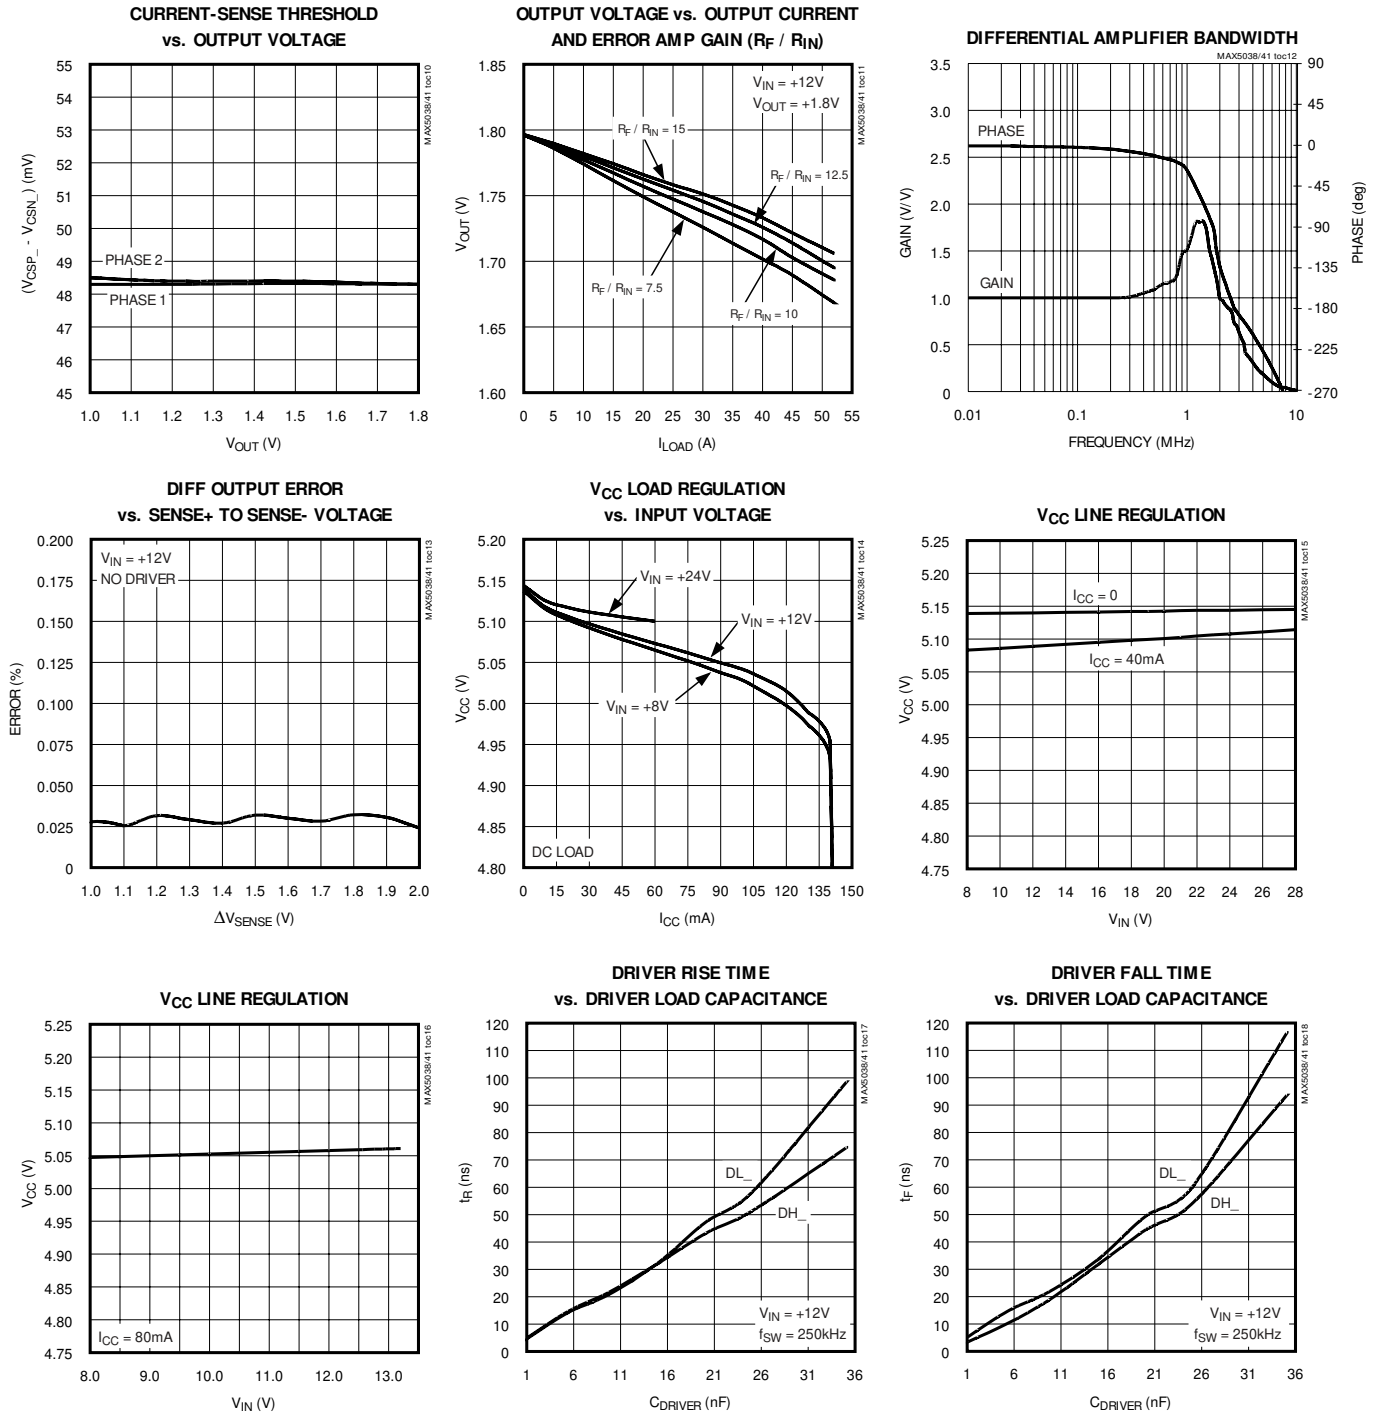 CURRENT-SENSE THRESHOLD
vs. OUTPUT VOLTAGE
MAX5038/41 toc10
(VCSP_ - VCSN_) (mV)
55
54
53
52
51
50
49
48
47
46
45
PHASE 2
PHASE 1
1.0 1.1 1.2 1.3 1.4 1.5 1.6 1.7 1.8
VOUT (V)
OUTPUT VOLTAGE vs. OUTPUT CURRENT
AND ERROR AMP GAIN (RF / RIN)
MAX5038/41 toc11
VOUT (V)
1.85
1.80
1.75
1.70
1.65
1.60
VIN = +12V
VOUT = +1.8V
RF / RIN = 15
RF / RIN = 12.5
RF / RIN = 7.5
RF / RIN = 10
0 5 10 15 20 25 30 35 40 45 50 55
ILOAD (A)
DIFFERENTIAL AMPLIFIER BANDWIDTH
MAX5038/41 toc12
GAIN (V/V)
3.5
3.0
2.5
2.0
1.5
1.0
0.5
0
PHASE
GAIN
90
45
0
-45
-90
-135
-180
-225
-270
PHASE (deg)
0.01 0.1 1 10
FREQUENCY (MHz)
DIFF OUTPUT ERROR
vs. SENSE+ TO SENSE- VOLTAGE
MAX5038/41 toc13
ERROR (%)
0.200
0.175
0.150
0.125
0.100
0.075
0.050
0.025
0
VIN = +12V
NO DRIVER
1.0 1.1 1.2 1.3 1.4 1.5 1.6 1.7 1.8 1.9 2.0
ΔVSENSE (V)
VCC LOAD REGULATION
vs. INPUT VOLTAGE
MAX5038/41 toc14
VCC (V)
5.20
5.15
5.10
5.05
5.00
4.95
4.90
4.85
4.80
VIN = +24V
VIN = +12V
VIN = +8V
DC LOAD
0 15 30 45 60 75 90 105 120 135 150
ICC (mA)
VCC LINE REGULATION
MAX5038/41 toc15
VCC (V)
5.25
5.20
5.15
5.10
5.05
5.00
4.95
4.90
4.85
4.80
4.75
ICC = 0
ICC = 40mA
8 10 12 14 16 18 20 22 24 26 28
VIN (V)
VCC LINE REGULATION
MAX5038/41 toc16
VCC (V)
5.25
5.20
5.15
5.10
5.05
5.00
4.95
4.90
4.85
4.80
4.75
ICC = 80mA
8.0 9.0 10.0 11.0 12.0 13.0
VIN (V)
DRIVER RISE TIME
vs. DRIVER LOAD CAPACITANCE
MAX5038/41 toc17
tR (ns)
120
110
100
90
80
70
60
50
40
30
20
10
0
DL_
DH_
VIN = +12V
fSW = 250kHz
1 6 11 16 21 26 31 36
CDRIVER (nF)
DRIVER FALL TIME
vs. DRIVER LOAD CAPACITANCE
MAX5038/41 toc18
tF (ns)
120
110
100
90
80
70
60
50
40
30
20
10
0
DL_
DH_
VIN = +12V
fSW = 250kHz
1 6 11 16 21 26 31 36
CDRIVER (nF)